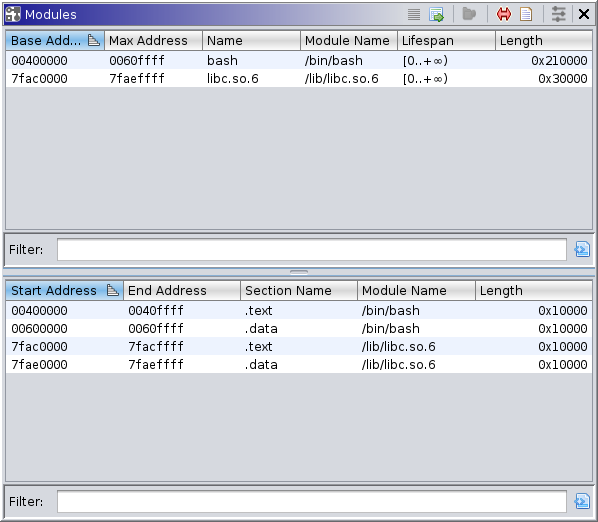 Modules
Base Add... Max Address Name Module Name Lifespan Length
00400000 0060ffff bash /bin/bash [0..+∞) 0x210000
7fac0000 7faeffff libc.so.6 /lib/libc.so.6 [0..+∞) 0x30000
Filter:
Start Address End Address Section Name Module Name Length
00400000 0040ffff .text /bin/bash 0x10000
00600000 0060ffff .data /bin/bash 0x10000
7fac0000 7facffff .text /lib/libc.so.6 0x10000
7fae0000 7faeffff .data /lib/libc.so.6 0x10000
Filter: